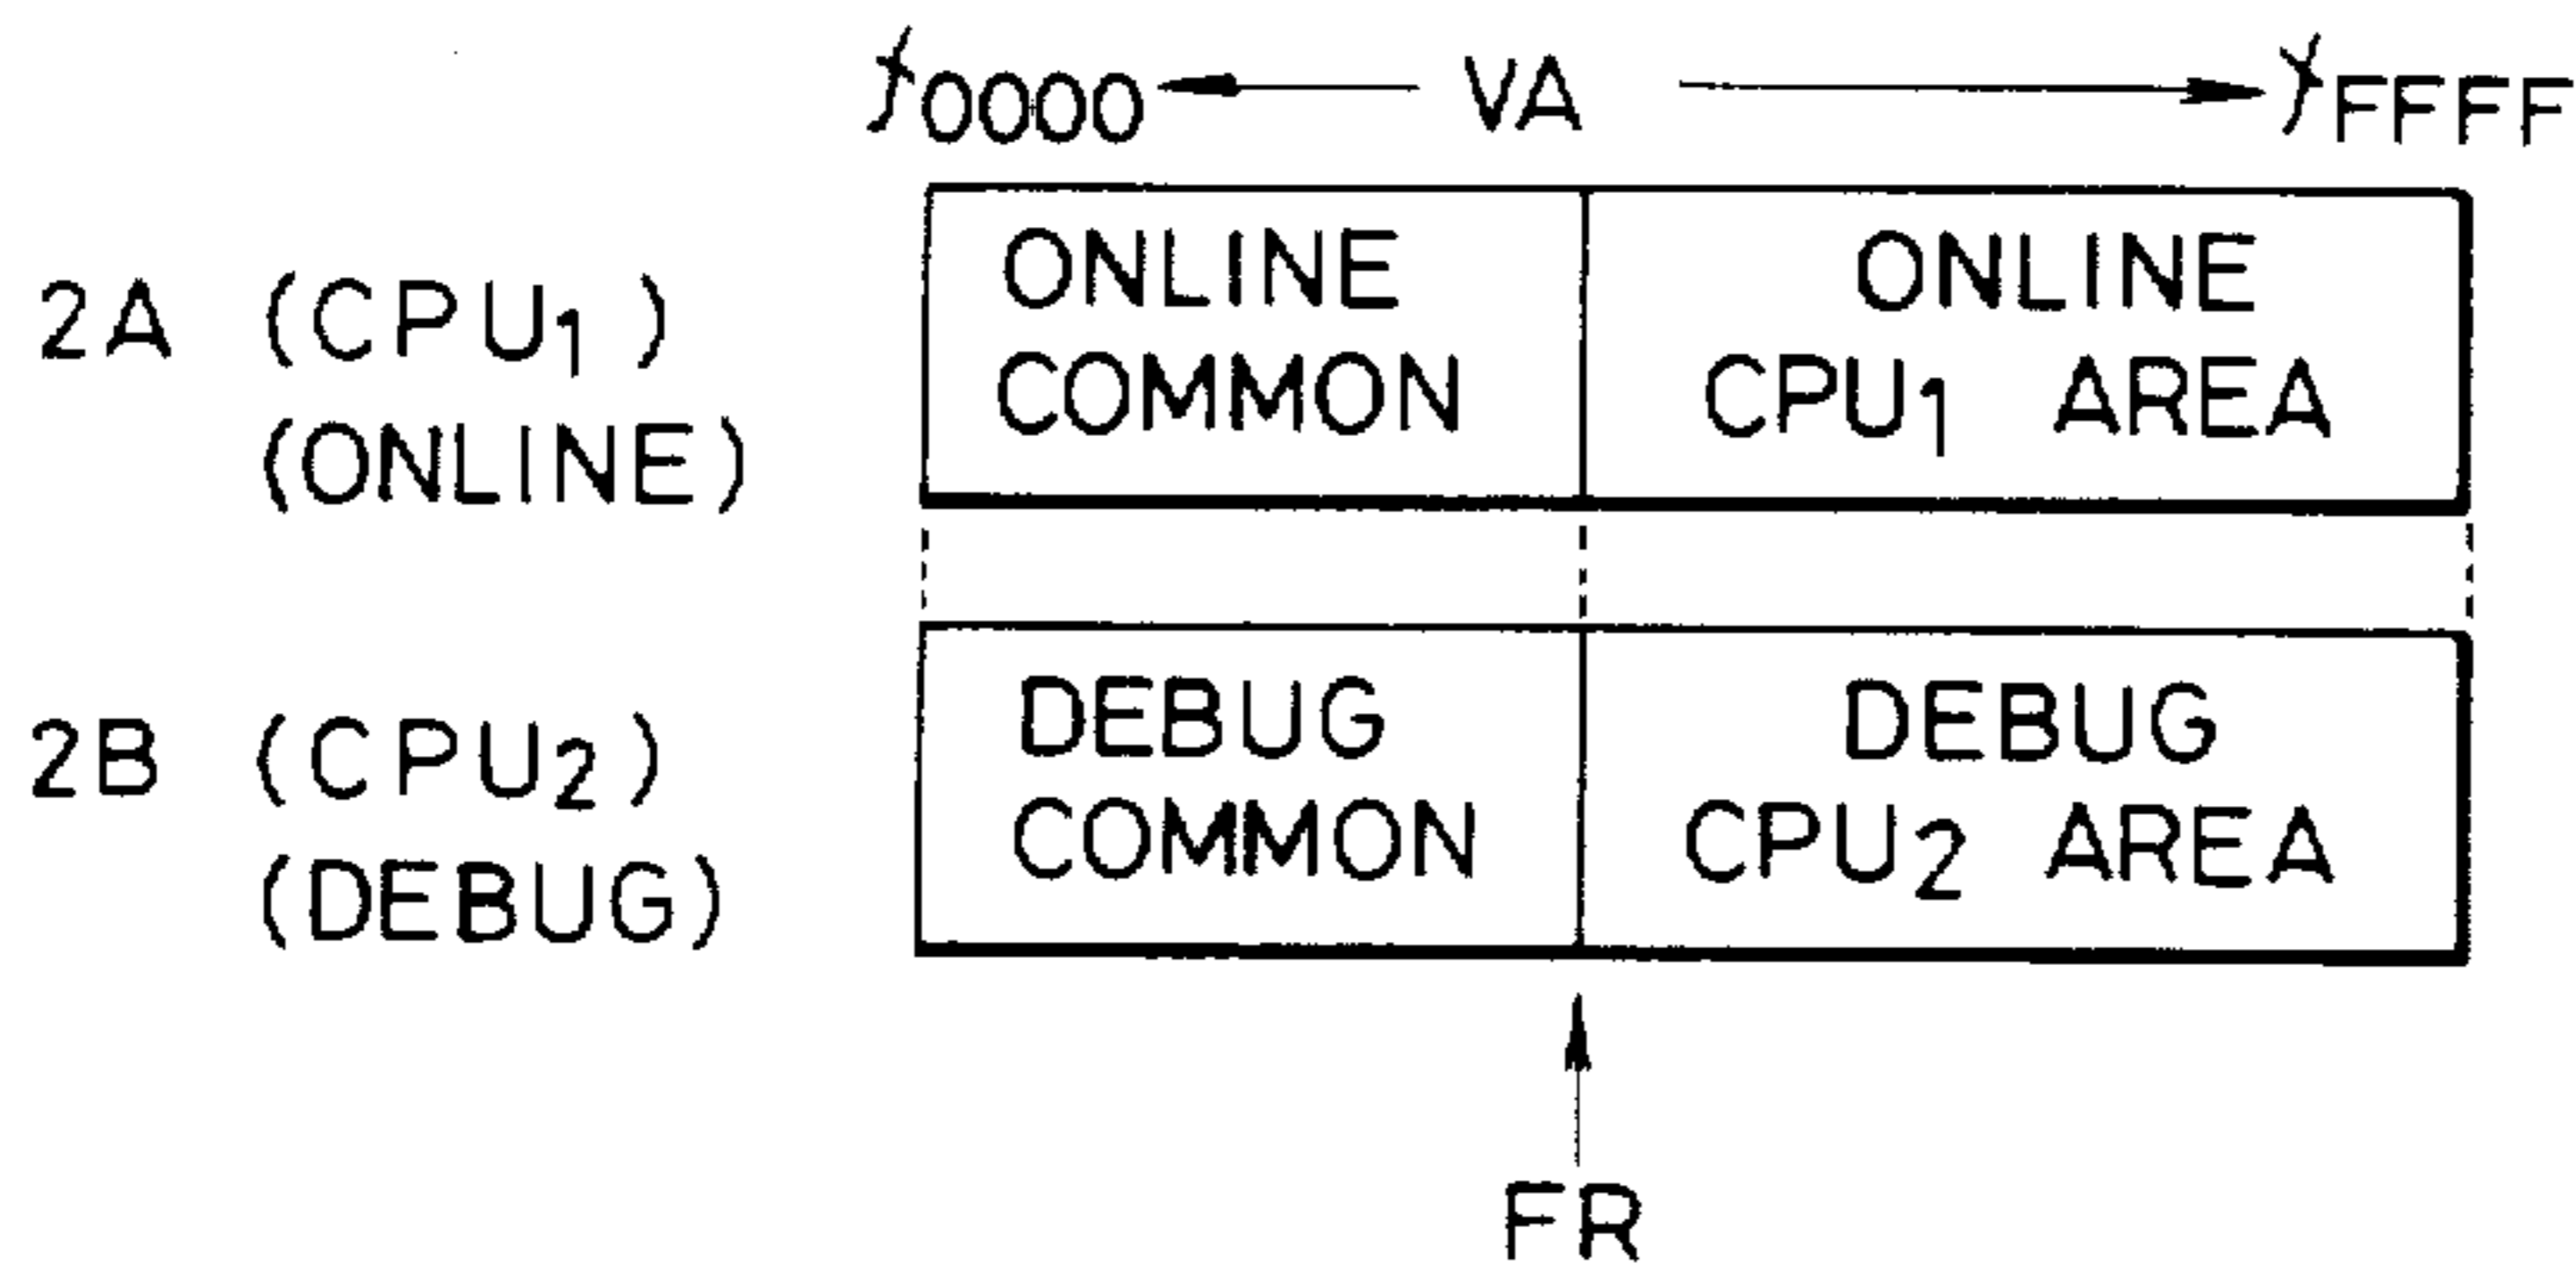 0000 VA FFFF
2A (CPU1)
(ONLINE)
ONLINE
COMMON
ONLINE
CPU1 AREA
2B (CPU2)
(DEBUG)
DEBUG
COMMON
DEBUG
CPU2 AREA
FR